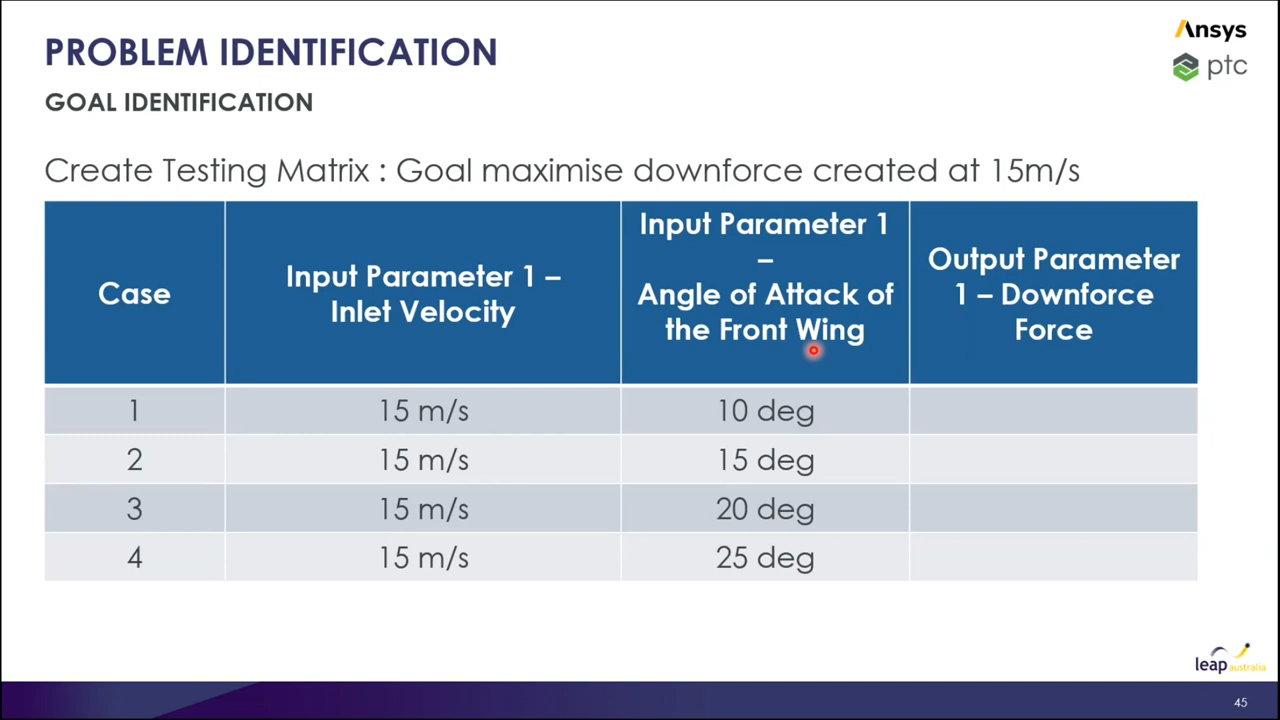 PROBLEM IDENTIFICATION
Ansys
ptc
GOAL IDENTIFICATION
Create Testing Matrix : Goal maximise downforce created at 15m/s
Case
Input Parameter 1 –
Inlet Velocity
Input Parameter 1
–
Angle of Attack of
the Front Wing
Output Parameter
1 – Downforce
Force
1 15 m/s 10 deg
2 15 m/s 15 deg
3 15 m/s 20 deg
4 15 m/s 25 deg
leap australia
45